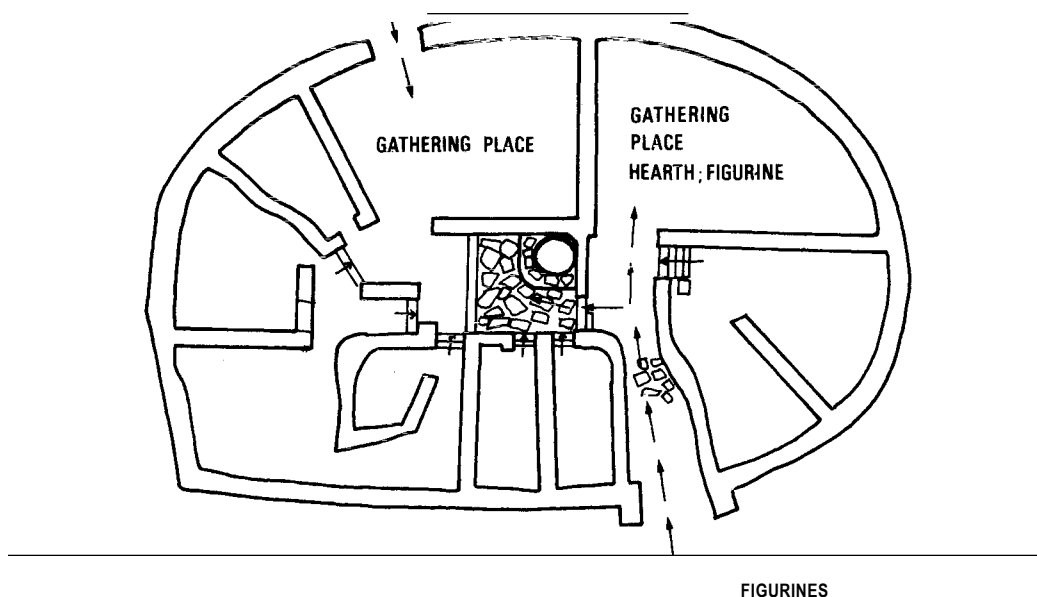 GATHERING PLACE
GATHERING
PLACE
HEARTH; FIGURINE
FIGURINES